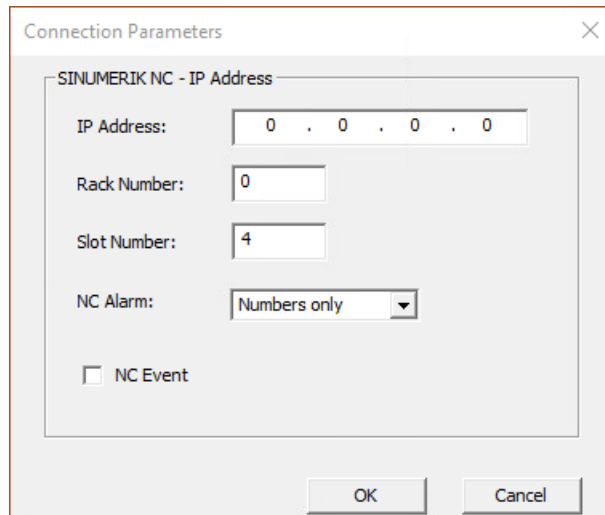 Connection Parameters
SINUMERIK NC - IP Address
IP Address: 0 . 0 . 0 . 0
Rack Number: 0
Slot Number: 4
NC Alarm: Numbers only
NC Event
OK Cancel